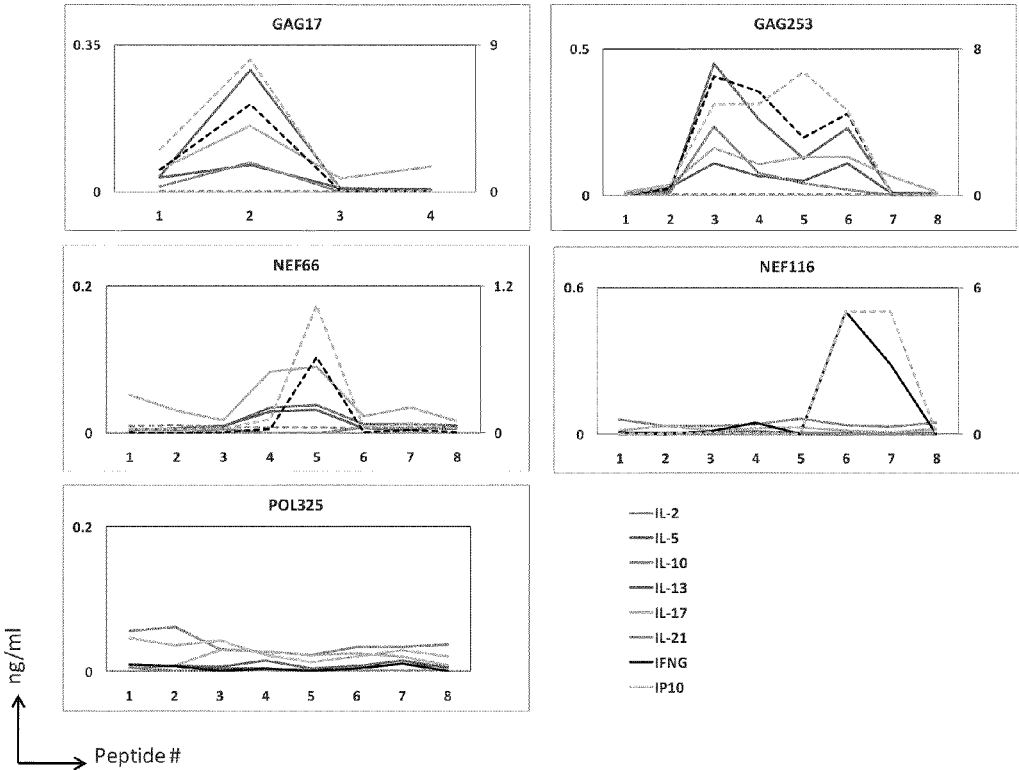 GAG17
0.35 9
0 0
1 2 3 4
GAG253
0.5 8
0 0
1 2 3 4 5 6 7 8
NEF66
0.2 1.2
0 0
1 2 3 4 5 6 7 8
NEF116
0.6 6
0 0
1 2 3 4 5 6 7 8
POL325
0.2
0
1 2 3 4 5 6 7 8
IL-2
IL-5
IL-10
IL-13
IL-17
IL-21
IFNG
IP10
ng/ml
Peptide #